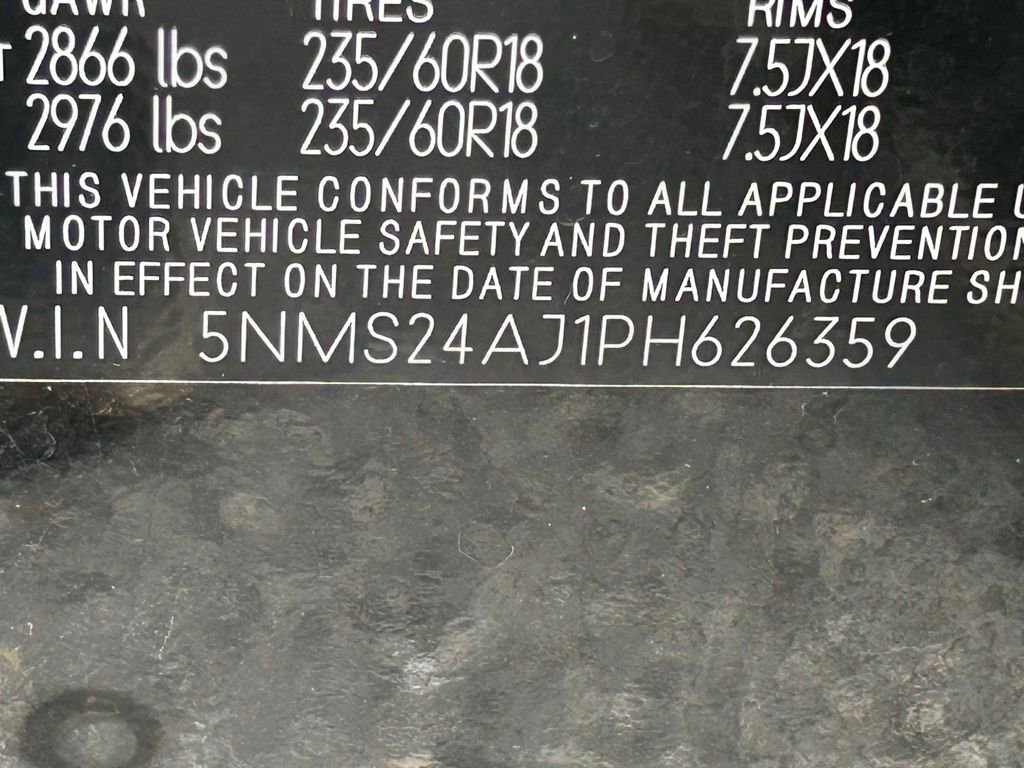 GAWR TIRES RIMS
T 2866 lbs 235/60R18 7.5JX18
2976 lbs 235/60R18 7.5JX18
THIS VEHICLE CONFORMS TO ALL APPLICABLE U
MOTOR VEHICLE SAFETY AND THEFT PREVENTION
IN EFFECT ON THE DATE OF MANUFACTURE SH
V.I.N 5NMS24AJ1PH626359